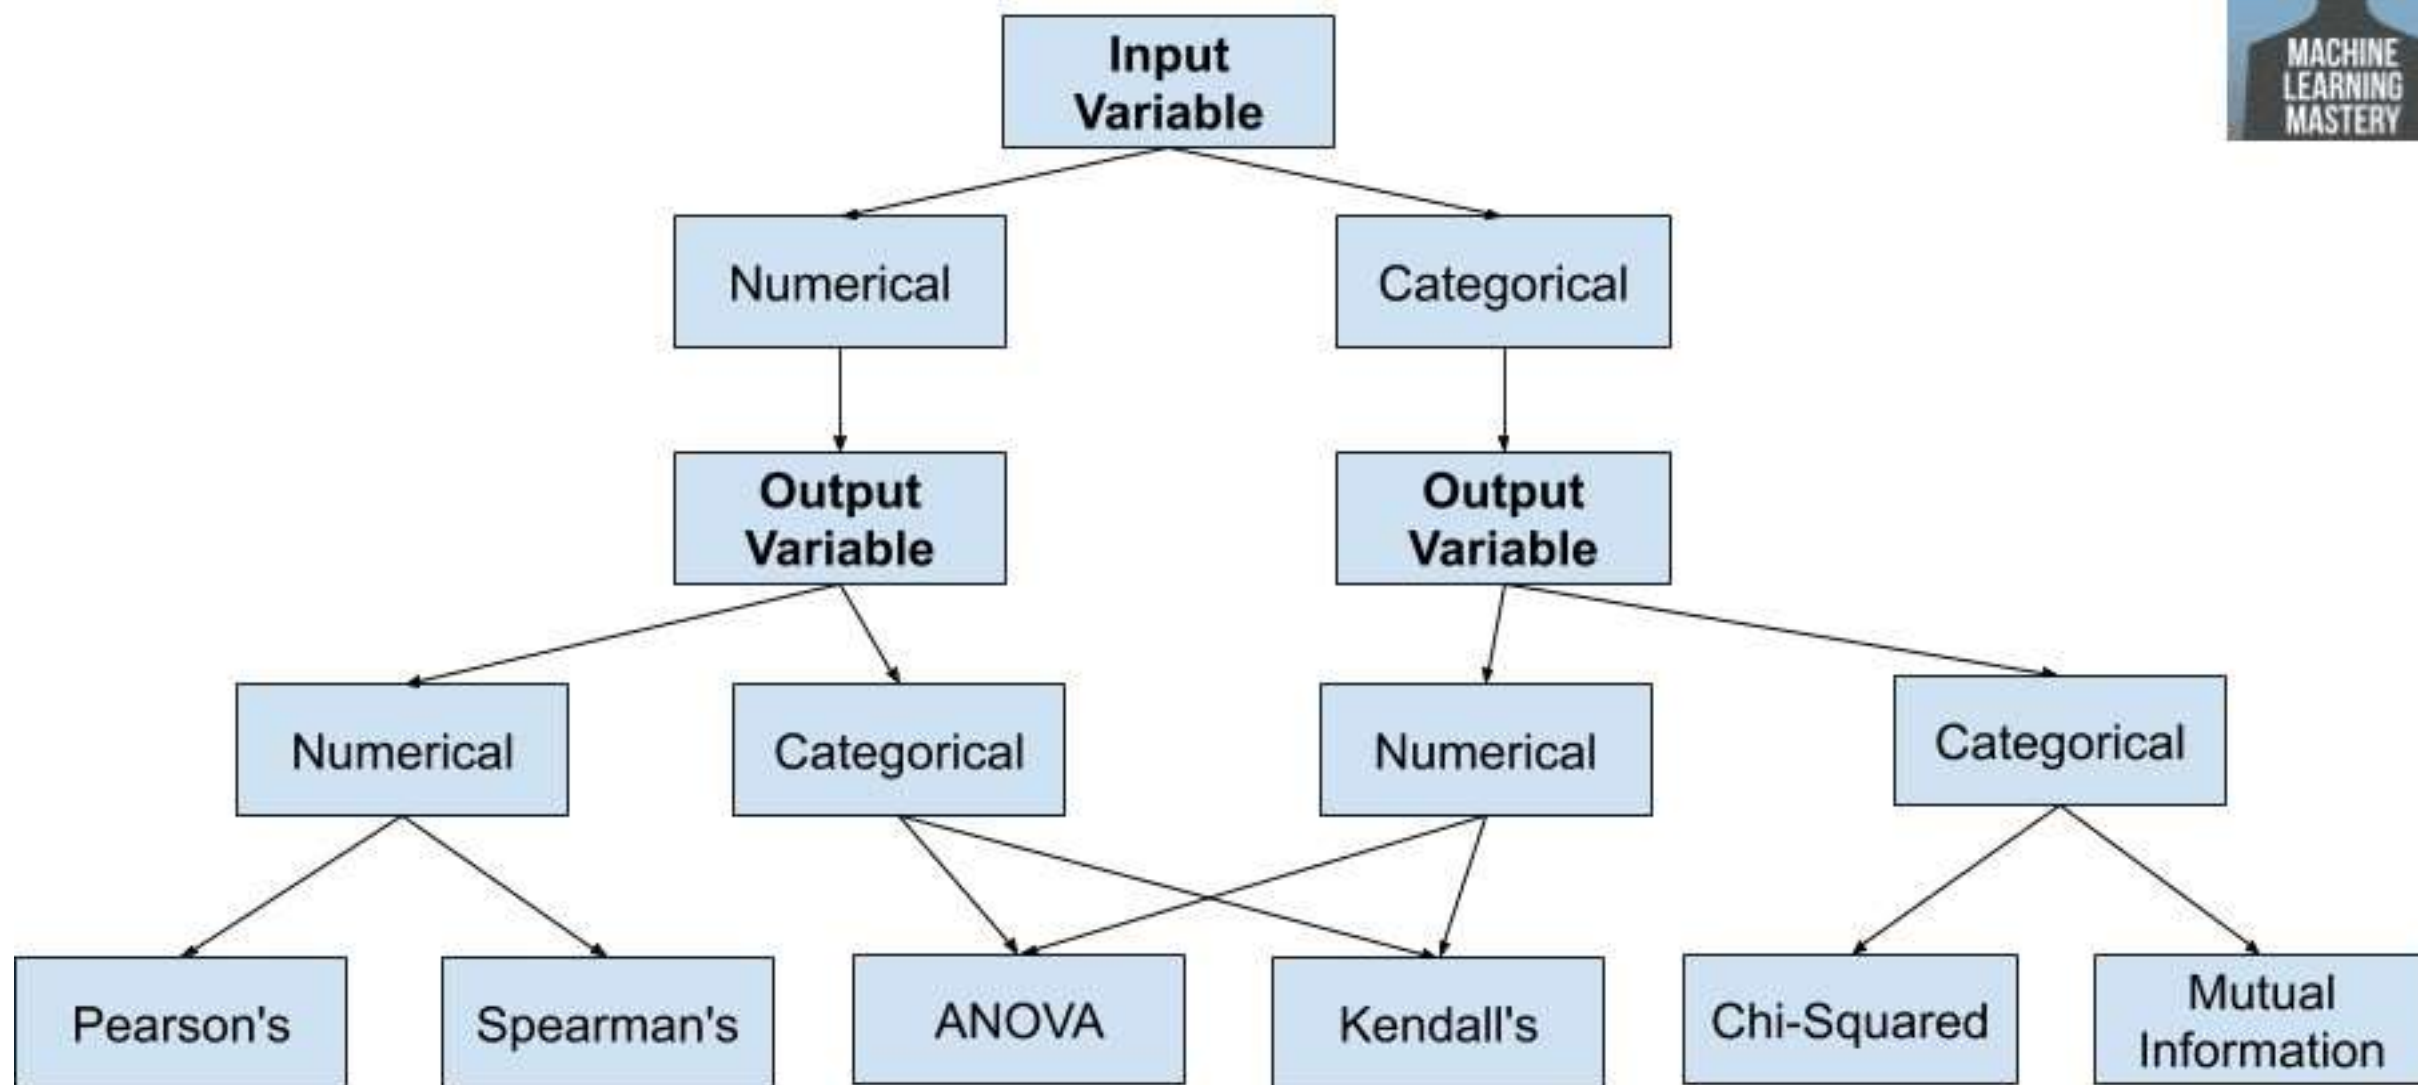 Input
Variable
MACHINE
LEARNING
MASTERY
Numerical
Categorical
Output
Variable
Output
Variable
Numerical
Categorical
Numerical
Categorical
Pearson's
Spearman's
ANOVA
Kendall's
Chi-Squared
Mutual
Information